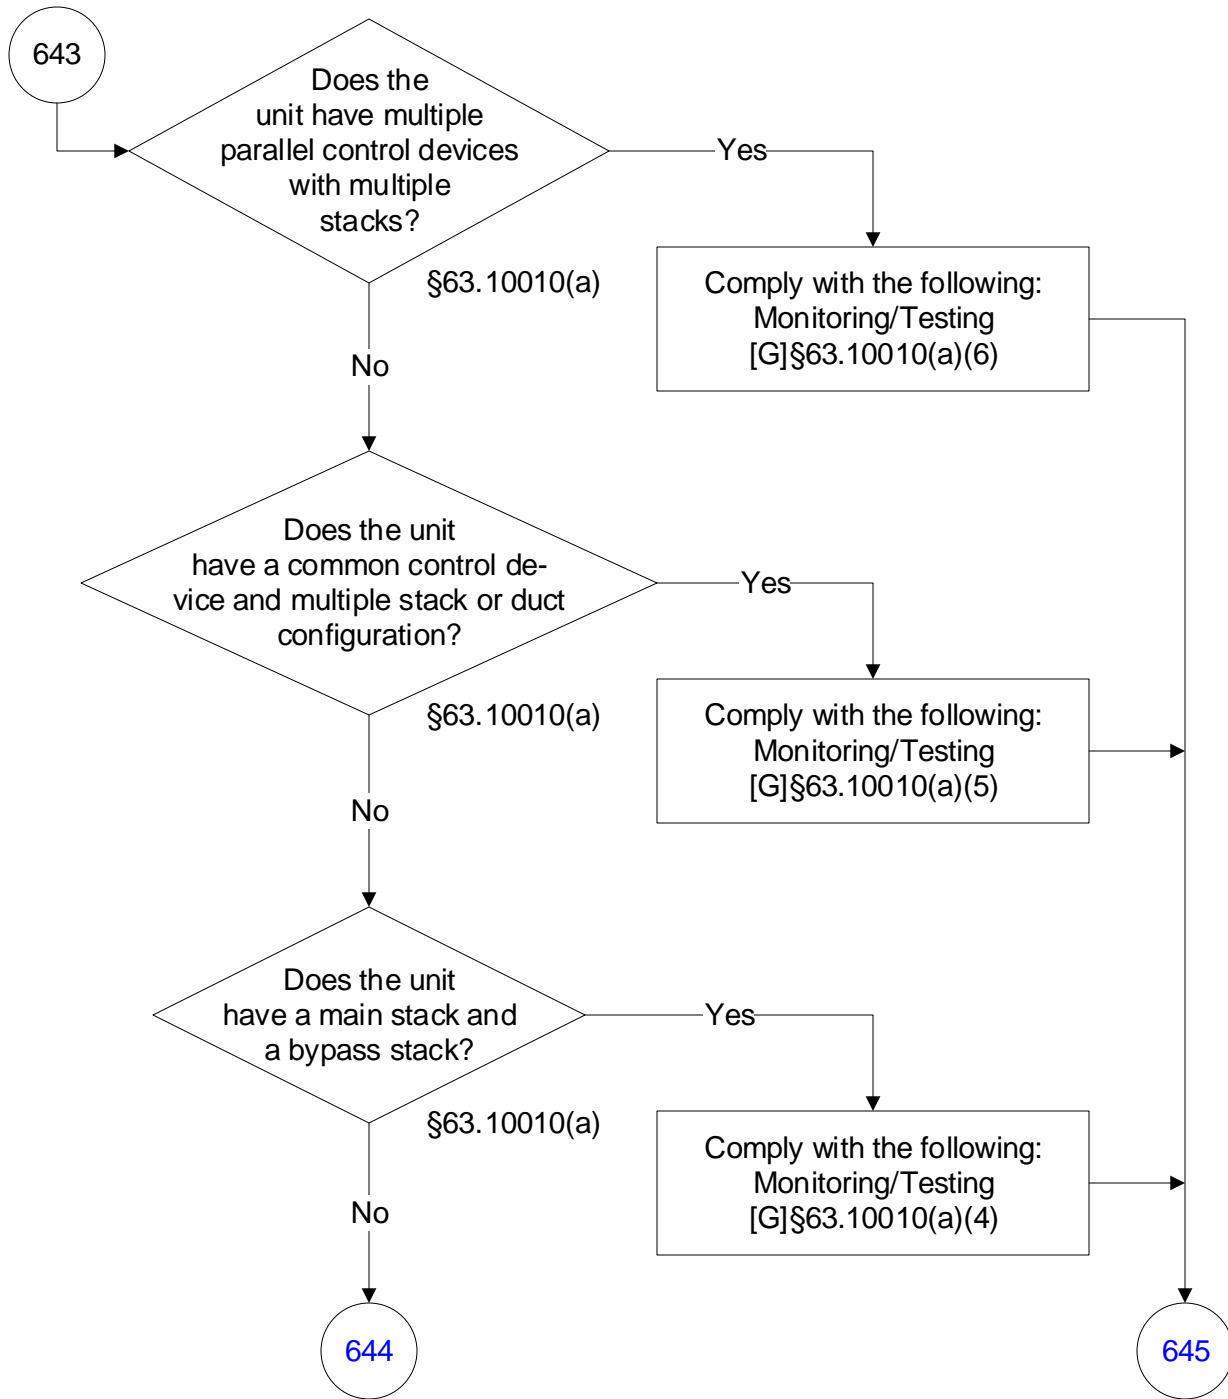 643
Does the
unit have multiple
parallel control devices
with multiple
stacks?
Yes
§63.10010(a)
Comply with the following:
Monitoring/Testing
[G]§63.10010(a)(6)
No
Does the unit
have a common control de-
vice and multiple stack or duct
configuration?
Yes
§63.10010(a)
Comply with the following:
Monitoring/Testing
[G]§63.10010(a)(5)
No
Does the unit
have a main stack and
a bypass stack?
Yes
§63.10010(a)
Comply with the following:
Monitoring/Testing
[G]§63.10010(a)(4)
No
644
645